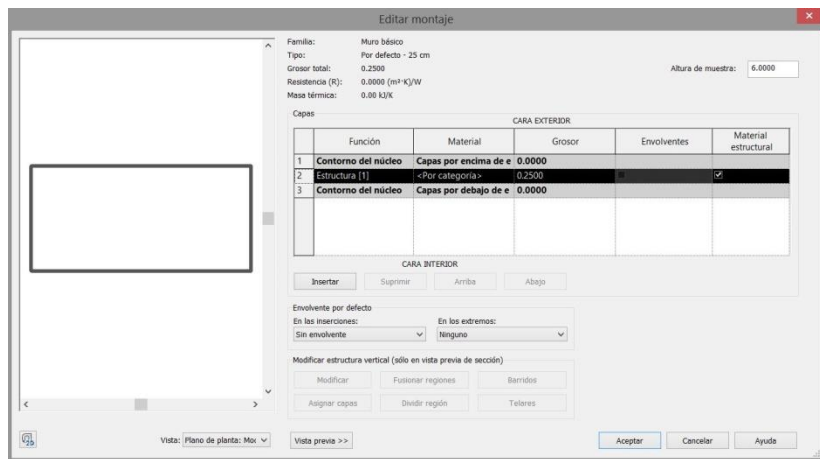 Editar montaje
Familia: Muro básico
Tipo: Por defecto - 25 cm
Grosor total: 0.2500
Altura de muestra: 6.0000
Resistencia (R): 0.0000 (m²·K)/W
Masa térmica: 0.00 kJ/K
Capas
CARA EXTERIOR
Función Material Grosor Envolventes Material estructural
1 Contorno del núcleo Capas por encima de e 0.0000
2 Estructura [1] <Por categoría> 0.2500
3 Contorno del núcleo Capas por debajo de e 0.0000
CARA INTERIOR
Insertar Suprimir Arriba Abajo
Envolvente por defecto
En las inserciones: En los extremos:
Sin envolvente Ninguno
Modificar estructura vertical (sólo en vista previa de sección)
Modificar Fusionar regiones Barridos
Asignar capas Dividir región Telares
Vista: Plano de planta: Moc Vista previa >> Aceptar Cancelar Ayuda